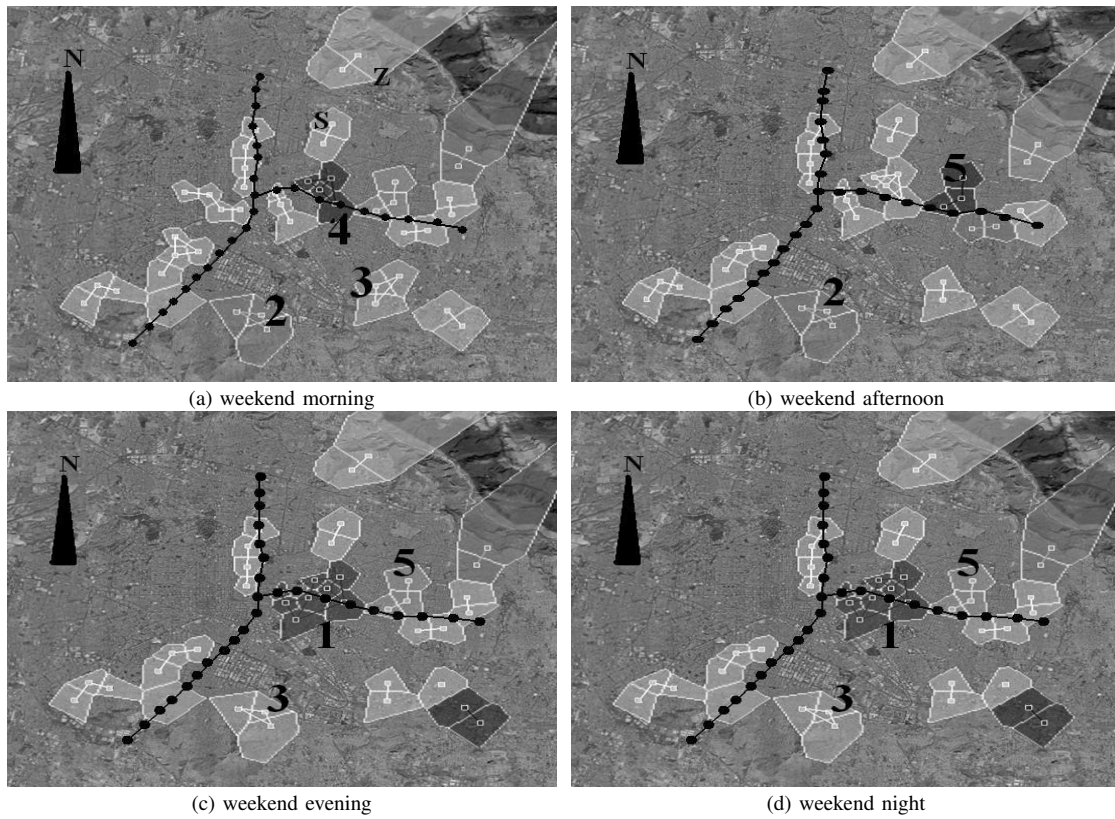 N
Z
S
4
3
2
N
5
2
(a) weekend morning
(b) weekend afternoon
N
5
1
3
N
5
1
3
(c) weekend evening
(d) weekend night